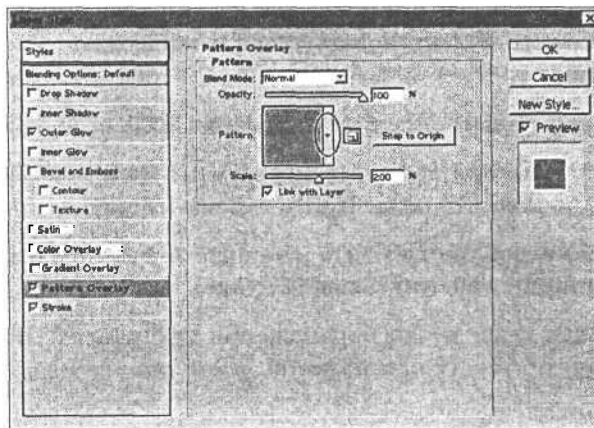 Layer Style
Styles
Blending Options: Default
Drop Shadow
Inner Shadow
Outer Glow
Inner Glow
Bevel and Emboss
Contour
Texture
Satin
Color Overlay
Gradient Overlay
Pattern Overlay
Stroke
Pattern Overlay
Pattern
Blend Mode: Normal
Opacity: 100 %
Pattern: Snap to Origin
Scale: 200 %
Link with Layer
OK
Cancel
New Style...
Preview